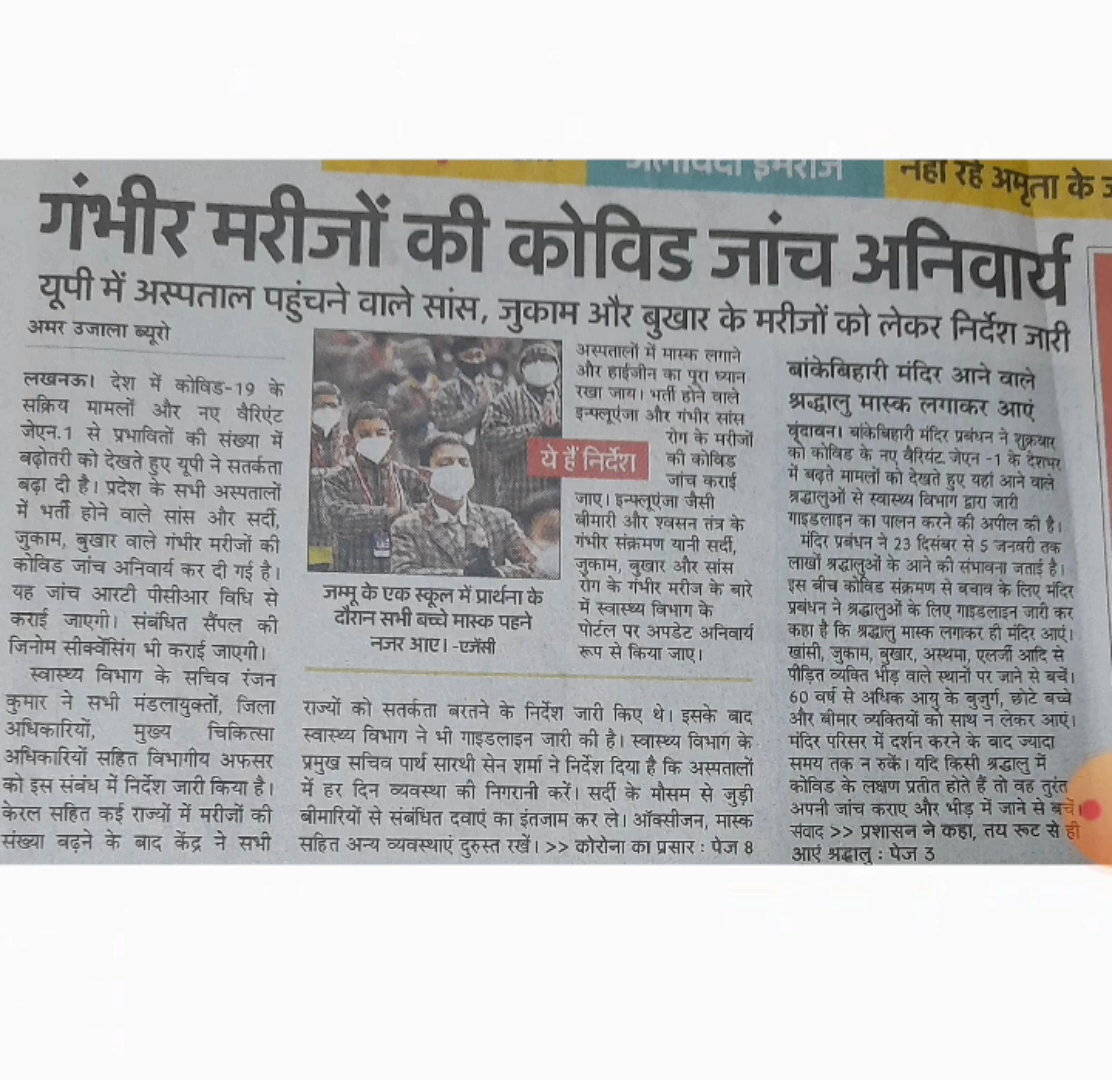 नहीं रहे अमृता के
गंभीर मरीजों की कोविड जांच अनिवार्य
यूपी में अस्पताल पहुंचने वाले सांस, जुकाम और बुखार के मरीजों को लेकर निर्देश जारी
अमर उजाला ब्यूरो
लखनऊ। देश में कोविड-19 के
सक्रिय मामलों और नए वैरिएंट
जेएन.1 से प्रभावितों की संख्या में
बढ़ोतरी को देखते हुए यूपी ने सतर्कता
बढ़ा दी है। प्रदेश के सभी अस्पतालों
में भर्ती होने वाले सांस और सर्दी,
जुकाम, बुखार वाले गंभीर मरीजों की
कोविड जांच अनिवार्य कर दी गई है।
यह जांच आरटी पीसीआर विधि से
कराई जाएगी। संबंधित सैंपल की
जिनोम सीक्वेंसिंग भी कराई जाएगी।
स्वास्थ्य विभाग के सचिव रंजन
कुमार ने सभी मंडलायुक्तों, जिला
अधिकारियों, मुख्य चिकित्सा
अधिकारियों सहित विभागीय अफसर
को इस संबंध में निर्देश जारी किया है।
केरल सहित कई राज्यों में मरीजों की
संख्या बढ़ने के बाद केंद्र ने सभी
जम्मू के एक स्कूल में प्रार्थना के
दौरान सभी बच्चे मास्क पहने
नजर आए। -एजेंसी
राज्यों को सतर्कता बरतने के निर्देश जारी किए थे। इसके बाद
स्वास्थ्य विभाग ने भी गाइडलाइन जारी की है। स्वास्थ्य विभाग के
प्रमुख सचिव पार्थ सारथी सेन शर्मा ने निर्देश दिया है कि अस्पतालों
में हर दिन व्यवस्था की निगरानी करें। सर्दी के मौसम से जुड़ी
बीमारियों से संबंधित दवाएं का इंतजाम कर ले। ऑक्सीजन, मास्क
सहित अन्य व्यवस्थाएं दुरुस्त रखें। >> कोरोना का प्रसार : पेज 8
ये हैं निर्देश
अस्पतालों में मास्क लगाने
और हाईजीन का पूरा ध्यान
रखा जाय। भर्ती होने वाले
इन्फ्लूएंजा और गंभीर सांस
रोग के मरीजों
की कोविड
जांच कराई
जाए। इन्फ्लूएंजा जैसी
बीमारी और श्वसन तंत्र के
गंभीर संक्रमण यानी सर्दी,
जुकाम, बुखार और सांस
रोग के गंभीर मरीज के बारे
में स्वास्थ्य विभाग के
पोर्टल पर अपडेट अनिवार्य
रूप से किया जाए।
बांकेबिहारी मंदिर आने वाले
श्रद्धालु मास्क लगाकर आएं
वृंदावन। बांकेबिहारी मंदिर प्रबंधन ने शुक्रवार
को कोविड के नए वैरियंट जेएन -1 के देशभर
में बढ़ते मामलों को देखते हुए यहां आने वाले
श्रद्धालुओं से स्वास्थ्य विभाग द्वारा जारी
गाइडलाइन का पालन करने की अपील की है।
मंदिर प्रबंधन ने 23 दिसंबर से 5 जनवरी तक
लाखों श्रद्धालुओं के आने की संभावना जताई है।
इस बीच कोविड संक्रमण से बचाव के लिए मंदिर
प्रबंधन ने श्रद्धालुओं के लिए गाइडलाइन जारी कर
कहा है कि श्रद्धालु मास्क लगाकर ही मंदिर आएं।
खांसी, जुकाम, बुखार, अस्थमा, एलर्जी आदि से
पीड़ित व्यक्ति भीड़ वाले स्थानों पर जाने से बचें।
60 वर्ष से अधिक आयु के बुजुर्ग, छोटे बच्चे
और बीमार व्यक्तियों को साथ न लेकर आएं।
मंदिर परिसर में दर्शन करने के बाद ज्यादा
समय तक न रुकें। यदि किसी श्रद्धालु में
कोविड के लक्षण प्रतीत होते हैं तो वह तुरंत
अपनी जांच कराए और भीड़ में जाने से बचें।
संवाद >> प्रशासन ने कहा, तय रूट से ही
आएं श्रद्धालु : पेज 3